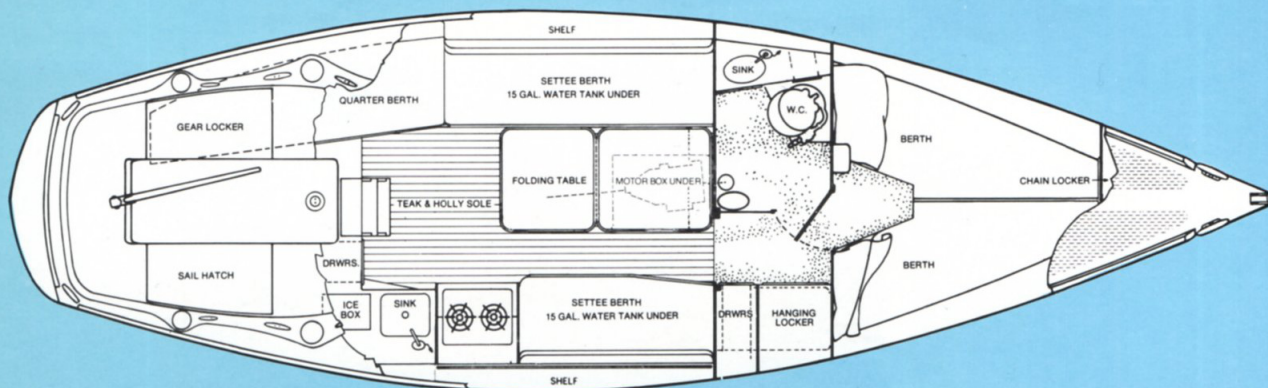 SHELF
SETTEE BERTH
15 GAL. WATER TANK UNDER
SINK
W.C.
QUARTER BERTH
GEAR LOCKER
BERTH
FOLDING TABLE
MOTOR BOX UNDER
CHAIN LOCKER
TEAK & HOLLY SOLE
SAIL HATCH
DRWRS.
ICE
BOX
SINK
SETTEE BERTH
15 GAL. WATER TANK UNDER
DRWRS
HANGING
LOCKER
BERTH
SHELF